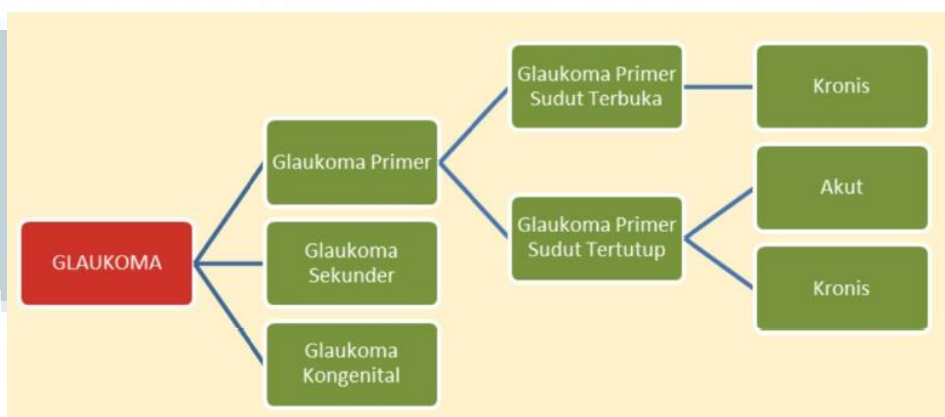 GLAUKOMA
Glaukoma Primer
Glaukoma
Sekunder
Glaukoma
Kongenital
Glaukoma Primer
Sudut Terbuka
Glaukoma Primer
Sudut Tertutup
Kronis
Akut
Kronis